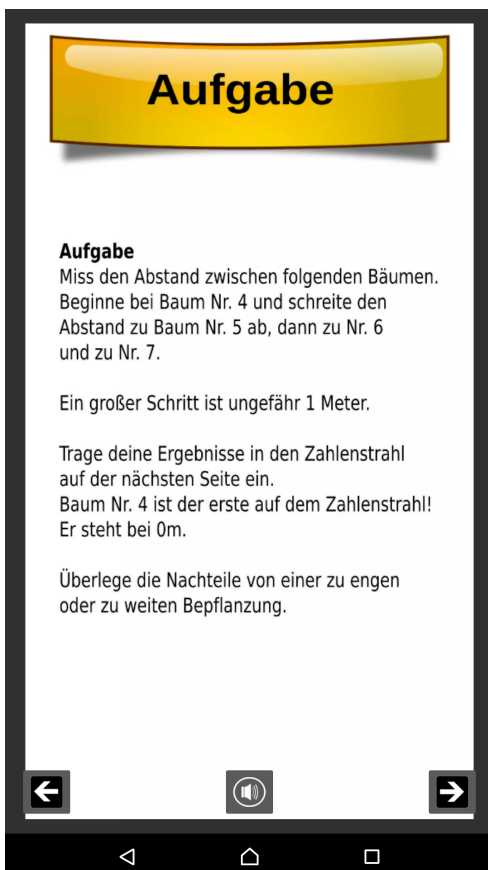 Aufgabe
Aufgabe
Miss den Abstand zwischen folgenden Bäumen.
Beginne bei Baum Nr. 4 und schreite den
Abstand zu Baum Nr. 5 ab, dann zu Nr. 6
und zu Nr. 7.
Ein großer Schritt ist ungefähr 1 Meter.
Trage deine Ergebnisse in den Zahlenstrahl
auf der nächsten Seite ein.
Baum Nr. 4 ist der erste auf dem Zahlenstrahl!
Er steht bei 0m.
Überlege die Nachteile von einer zu engen
oder zu weiten Bepflanzung.